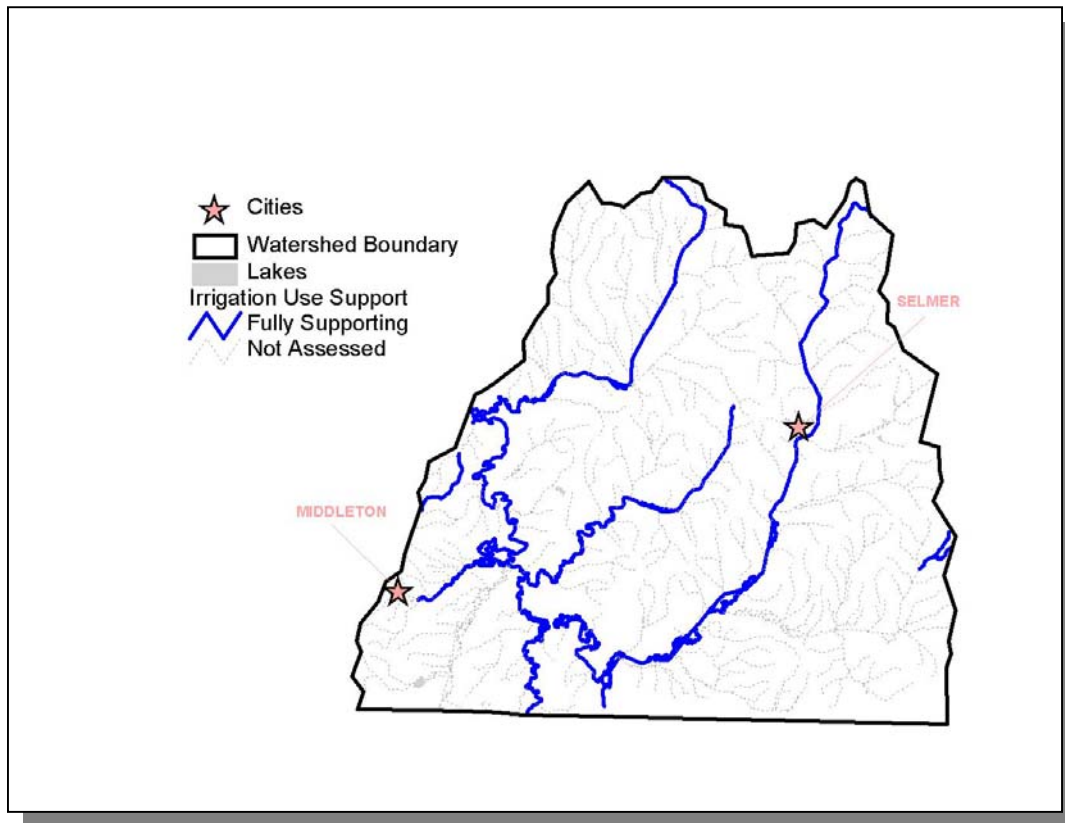 Cities
Watershed Boundary
Lakes
Irrigation Use Support
Fully Supporting
Not Assessed
SELMER
MIDDLETON